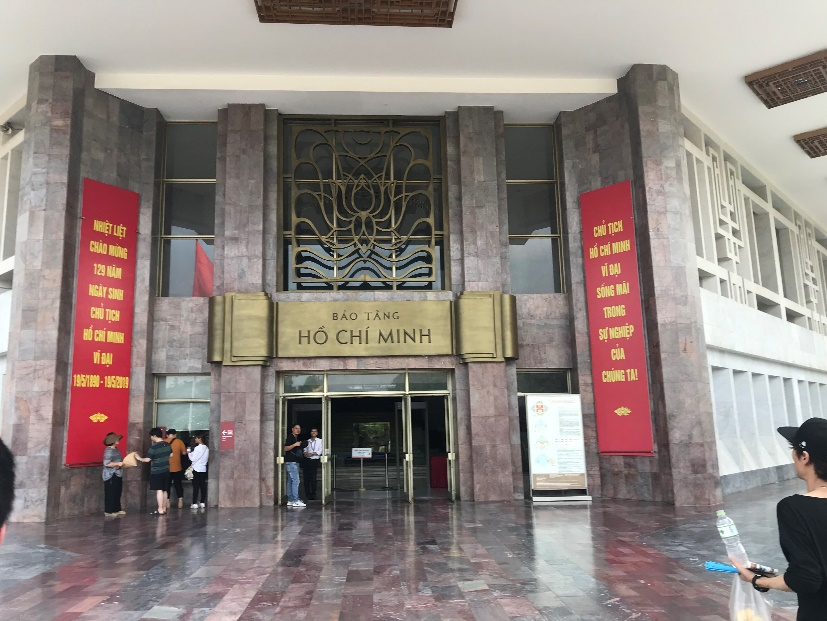 NHIỆT LIỆT
CHÀO MỪNG
129 NĂM
NGÀY SINH
CHỦ TỊCH
HỒ CHÍ MINH
VĨ ĐẠI
19/5/1890 - 19/5/2019
BẢO TÀNG
HỒ CHÍ MINH
CHỦ TỊCH
HỒ CHÍ MINH
VĨ ĐẠI
SỐNG MÃI
TRONG
SỰ NGHIỆP
CỦA
CHÚNG TA!